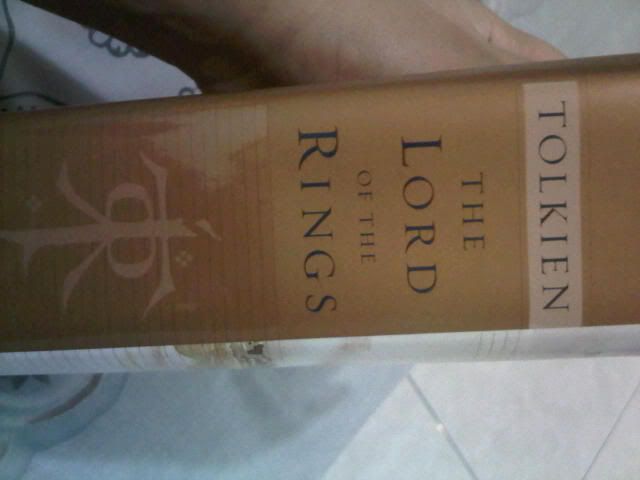 TOLKIEN
THE
LORD
OF THE
RINGS